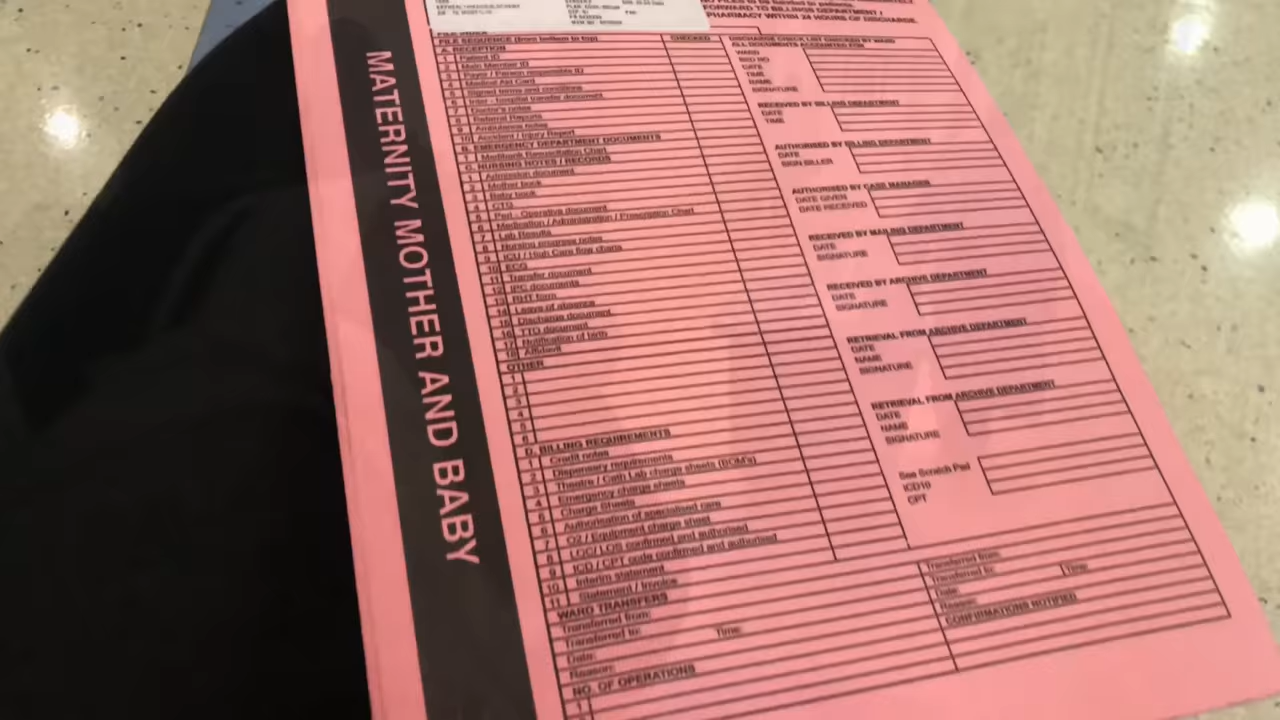 NO FILES to be handed to patients.
FORWARD TO BILLINGS DEPARTMENT /
PHARMACY WITHIN 24 HOURS OF DISCHARGE.
MATERNITY MOTHER AND BABY
FILE SEQUENCE (from bottom to top) CHECKED
A. RECEPTION
1 Patient ID
2 Main Member ID
3 Payer / Person responsible ID
4 Medical Aid Card
5 Signed terms and conditions
6 Inter - hospital transfer document
7 Doctor's notes
8 Referral Reports
9 Ambulance notes
10 Accident / Injury Report
B. EMERGENCY DEPARTMENT DOCUMENTS
1 Medibank Resuscitation Chart
C. NURSING NOTES / RECORDS
1 Admission document
2 Mother book
3 Baby book
4 CTG
5 Peri - Operative document
6 Medication / Administration / Prescription Chart
7 Lab Results
8 Nursing progress notes
9 ICU / High Care flow charts
10 ECG
11 Transfer document
12 IPC documents
13 RHT form
14 Leave of absence
15 Discharge document
16 TTO document
17 Notification of birth
18 Affidavit
OTHER
1
2
3
4
5
6
D. BILLING REQUIREMENTS
1 Credit notes
2 Dispensary requirements
3 Theatre / Cath Lab charge sheets (BOM's)
4 Emergency charge sheets
5 Charge Sheets
6 Authorisation of specialised care
7 O2 / Equipment charge sheet
8 LOC/ LOS confirmed and authorised
9 ICD / CPT code confirmed and authorised
10 Interim statement
11 Statement / Invoice
WARD TRANSFERS
Transferred from:
Transferred to: Time:
Date:
Reason:
NO. OF OPERATIONS
1
DISCHARGE CHECK LIST CHECKED BY WARD
ALL DOCUMENTS ACCOUNTED FOR
WARD
BED NO
DATE
TIME
NAME
SIGNATURE
RECEIVED BY BILLING DEPARTMENT
DATE
TIME
AUTHORISED BY BILLING DEPARTMENT
DATE
SIGN BILLER
AUTHORISED BY CASE MANAGER
DATE GIVEN
DATE RECEIVED
RECEIVED BY MAILING DEPARTMENT
DATE
SIGNATURE
RECEIVED BY ARCHIVE DEPARTMENT
DATE
SIGNATURE
RETRIEVAL FROM ARCHIVE DEPARTMENT
DATE
NAME
SIGNATURE
RETRIEVAL FROM ARCHIVE DEPARTMENT
DATE
NAME
SIGNATURE
See Scratch Pad
ICD10
CPT
Transferred from:
Transferred to: Time
Date:
Reason:
CONFIRMATIONS NOTIFIED